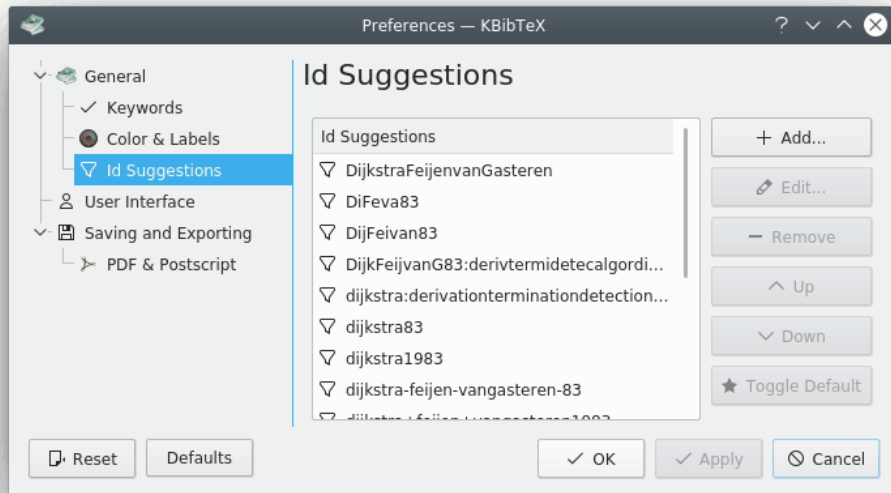 Preferences — KBibTeX
General
Keywords
Color & Labels
Id Suggestions
User Interface
Saving and Exporting
PDF & Postscript
Id Suggestions
Id Suggestions
DijkstraFeijenvanGasteren
DiFeva83
DijFeivan83
DijkFeijvanG83:derivtermidetecalgordi...
dijkstra:derivationterminationdetection...
dijkstra83
dijkstra1983
dijkstra-feijen-vangasteren-83
+ Add...
Edit...
Remove
Up
Down
Toggle Default
Reset
Defaults
OK
Apply
Cancel